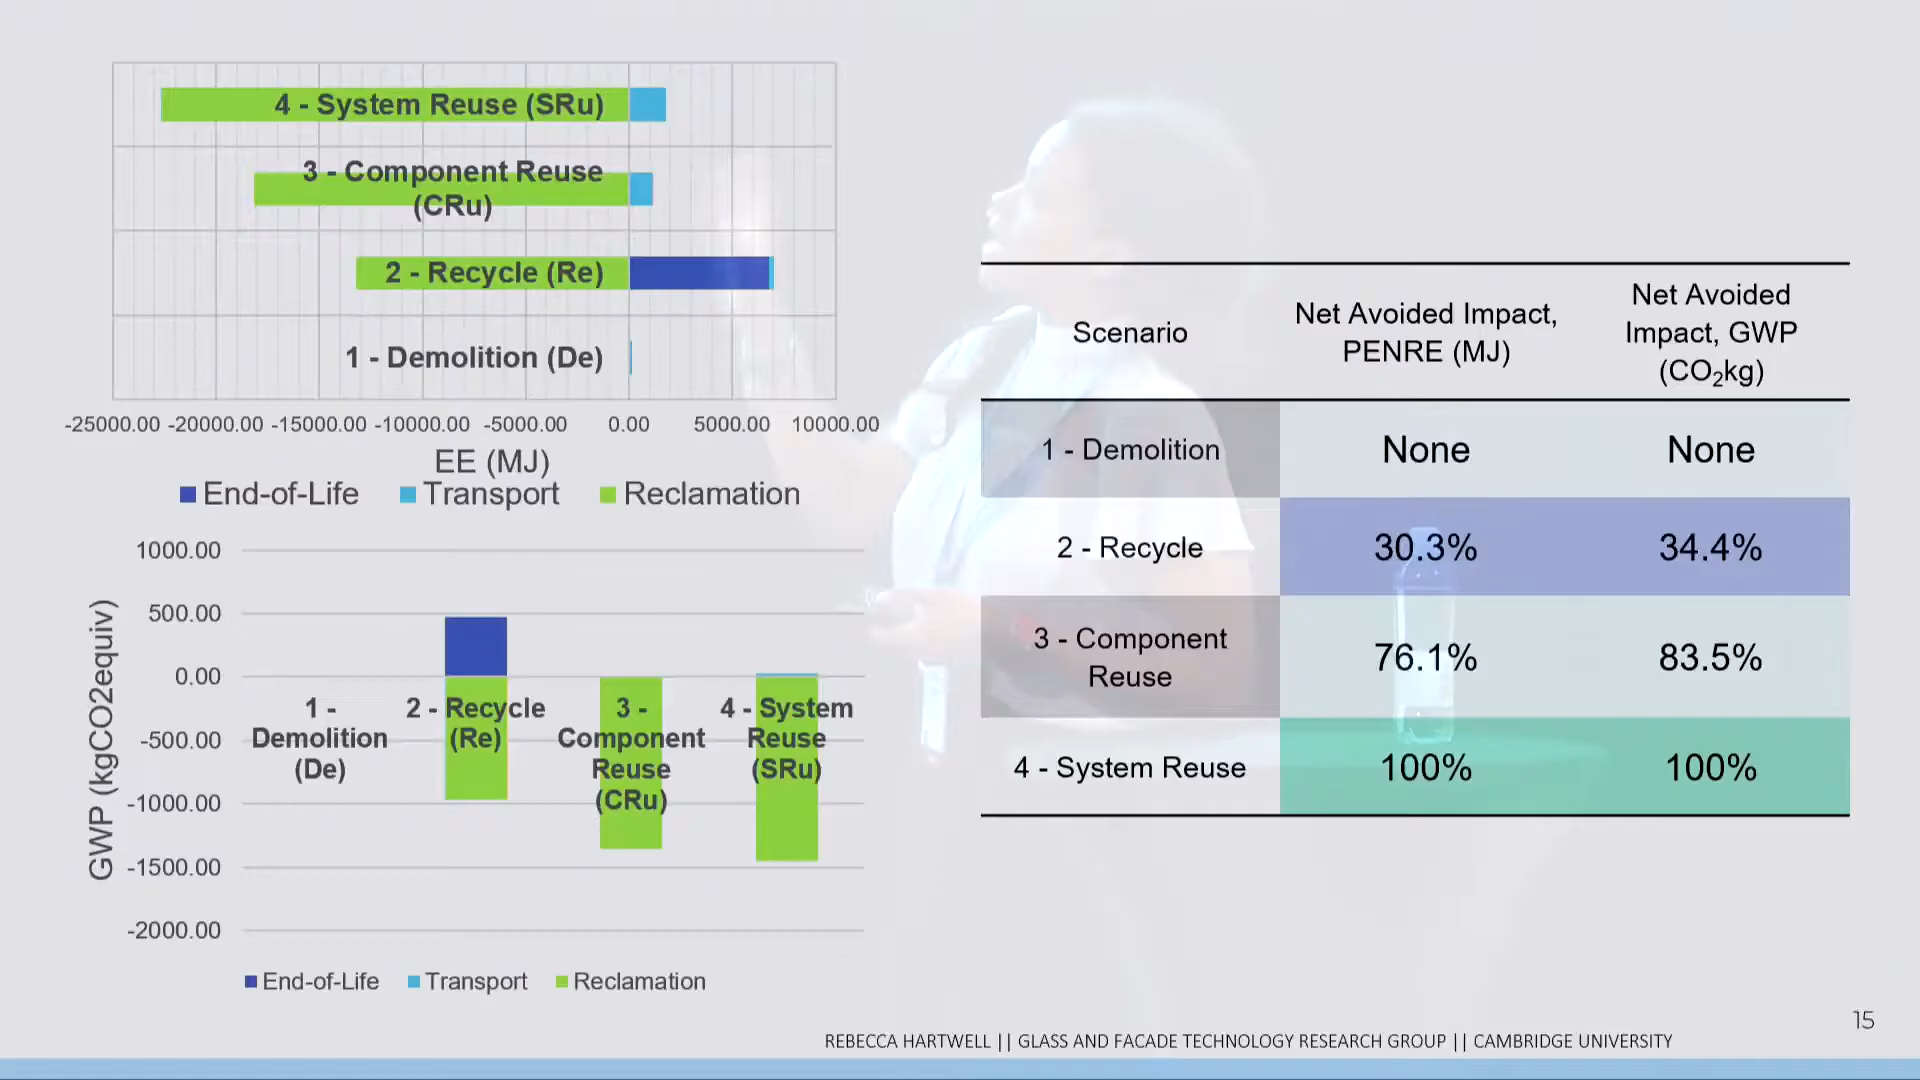 4 - System Reuse (SRu)
3 - Component Reuse
(CRu)
2 - Recycle (Re)
1 - Demolition (De)
-25000.00 -20000.00 -15000.00 -10000.00 -5000.00 0.00 5000.00 10000.00
EE (MJ)
End-of-Life Transport Reclamation
1000.00
500.00
0.00
-500.00
-1000.00
-1500.00
-2000.00
GWP (kgCO2equiv)
1 -
Demolition
(De)
2 - Recycle
(Re)
3 -
Component
Reuse
(CRu)
4 - System
Reuse
(SRu)
End-of-Life Transport Reclamation
Scenario
Net Avoided Impact,
PENRE (MJ)
Net Avoided
Impact, GWP
(CO₂kg)
1 - Demolition None None
2 - Recycle 30.3% 34.4%
3 - Component
Reuse
76.1% 83.5%
4 - System Reuse 100% 100%
15
REBECCA HARTWELL || GLASS AND FACADE TECHNOLOGY RESEARCH GROUP || CAMBRIDGE UNIVERSITY